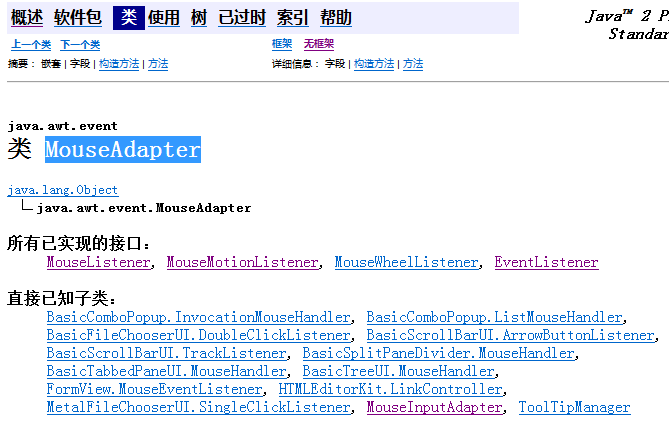 概述 软件包 类 使用 树 已过时 索引 帮助
Java™ 2 P
Standar
上一个类 下一个类
框架 无框架
摘要： 嵌套 | 字段 | 构造方法 | 方法
详细信息： 字段 | 构造方法 | 方法
java.awt.event
类 MouseAdapter
java.lang.Object
java.awt.event.MouseAdapter
所有已实现的接口：
MouseListener, MouseMotionListener, MouseWheelListener, EventListener
直接已知子类：
BasicComboPopup.InvocationMouseHandler, BasicComboPopup.ListMouseHandler,
BasicFileChooserUI.DoubleClickListener, BasicScrollBarUI.ArrowButtonListener,
BasicScrollBarUI.TrackListener, BasicSplitPaneDivider.MouseHandler,
BasicTabbedPaneUI.MouseHandler, BasicTreeUI.MouseHandler,
FormView.MouseEventListener, HTMLEditorKit.LinkController,
MetalFileChooserUI.SingleClickListener, MouseInputAdapter, ToolTipManager